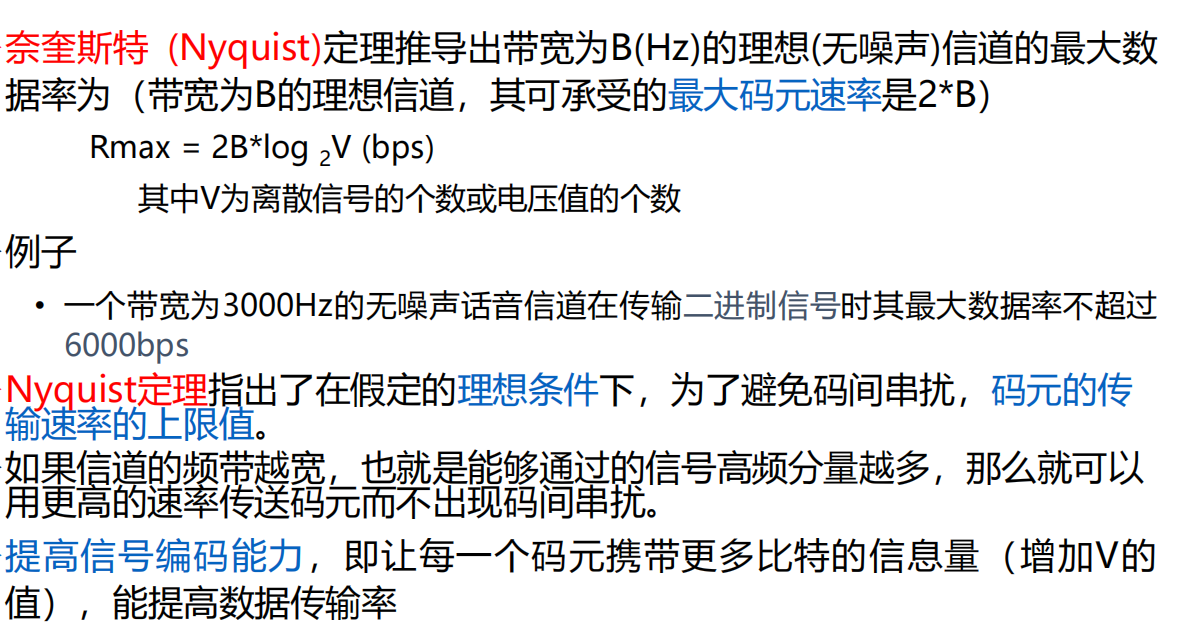 奈奎斯特 (Nyquist)定理推导出带宽为B(Hz)的理想(无噪声)信道的最大数
据率为（带宽为B的理想信道，其可承受的最大码元速率是2*B）
Rmax = 2B*log ₂V (bps)
其中V为离散信号的个数或电压值的个数
例子
• 一个带宽为3000Hz的无噪声话音信道在传输二进制信号时其最大数据率不超过
6000bps
Nyquist定理指出了在假定的理想条件下，为了避免码间串扰，码元的传
输速率的上限值。
如果信道的频带越宽，也就是能够通过的信号高频分量越多，那么就可以
用更高的速率传送码元而不出现码间串扰。
提高信号编码能力，即让每一个码元携带更多比特的信息量（增加V的
值），能提高数据传输率